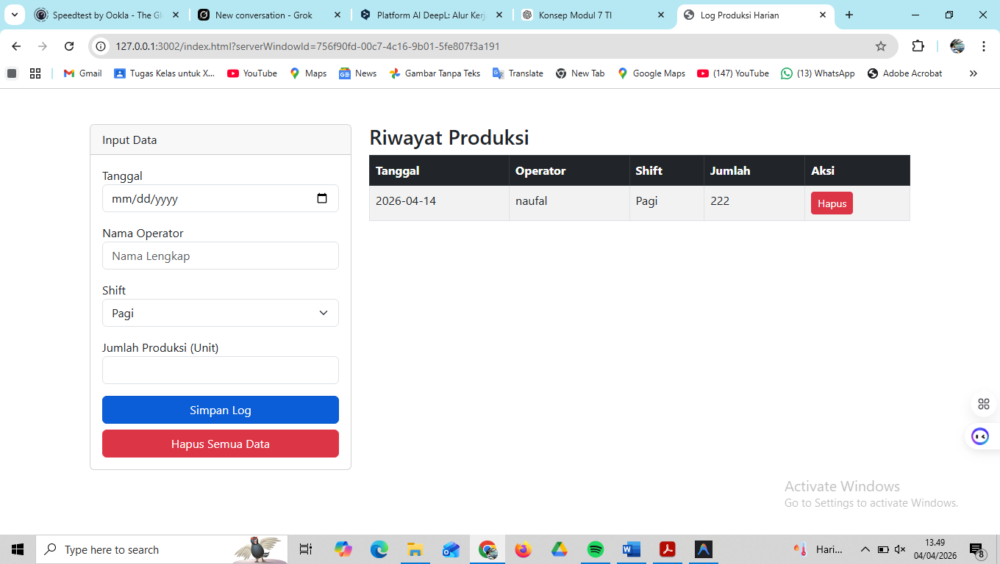 Speedtest by Ookla - The Gl
New conversation - Grok
Platform AI DeepL: Alur Kerj
Konsep Modul 7 TI
Log Produksi Harian
127.0.0.1:3002/index.html?serverWindowId=756f90fd-00c7-4c16-9b01-5fe807f3a191
Gmail
Tugas Kelas untuk X...
YouTube
Maps
News
Gambar Tanpa Teks
Translate
New Tab
Google Maps
(147) YouTube
(13) WhatsApp
Adobe Acrobat
Input Data
Tanggal
mm/dd/yyyy
Nama Operator
Nama Lengkap
Shift
Pagi
Jumlah Produksi (Unit)
Simpan Log
Hapus Semua Data
Riwayat Produksi
Tanggal Operator Shift Jumlah Aksi
2026-04-14 naufal Pagi 222 Hapus
Activate Windows
Go to Settings to activate Windows.
Type here to search
Hari...
13.49
04/04/2026
8